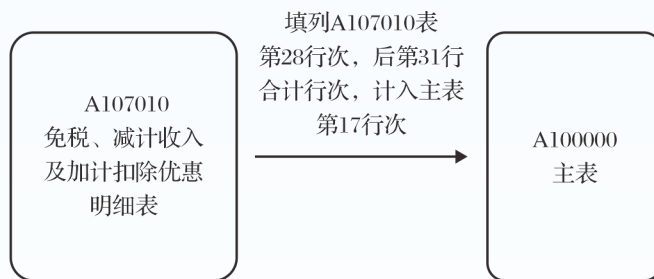 A107010
免税、减计收入
及加计扣除优惠
明细表
填列A107010表
第28行次，后第31行
合计行次，计入主表
第17行次
A100000
主表